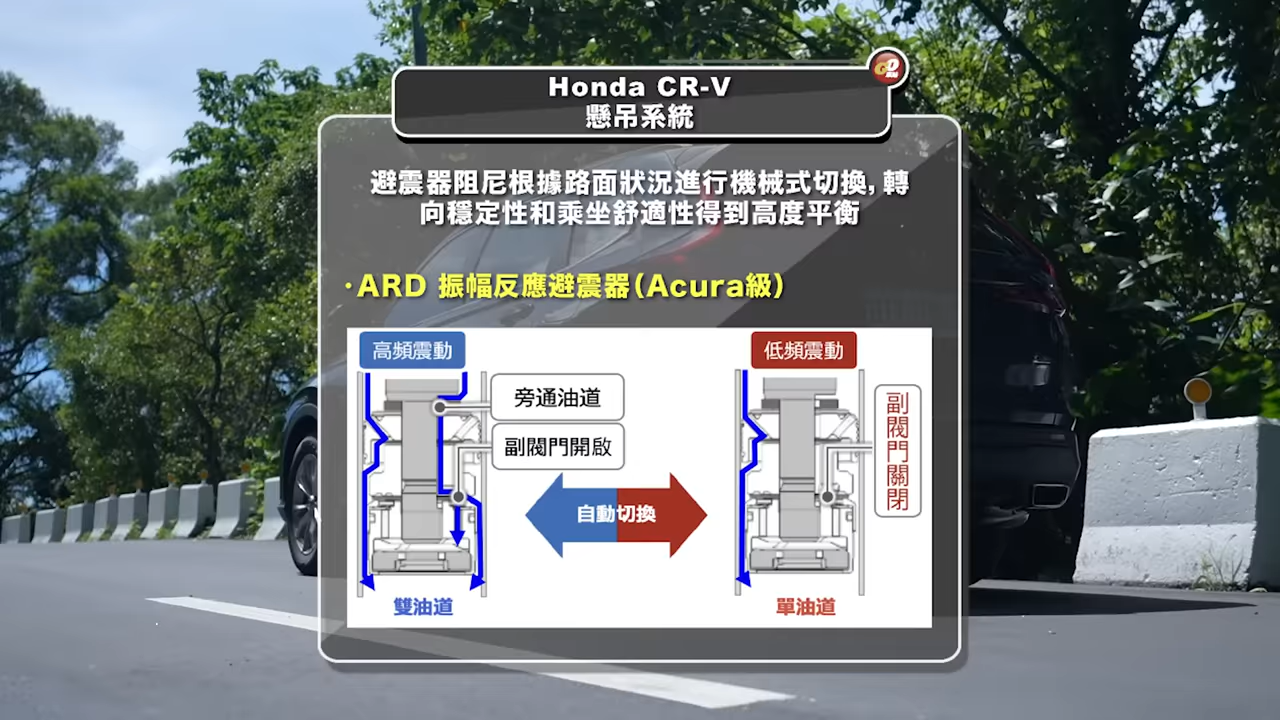 Honda CR-V
懸吊系統
避震器阻尼根據路面狀況進行機械式切換, 轉
向穩定性和乘坐舒適性得到高度平衡
·ARD 振幅反應避震器(Acura級)
高頻震動
低頻震動
旁通油道
副閥門開啟
副閥門關閉
自動切換
雙油道
單油道